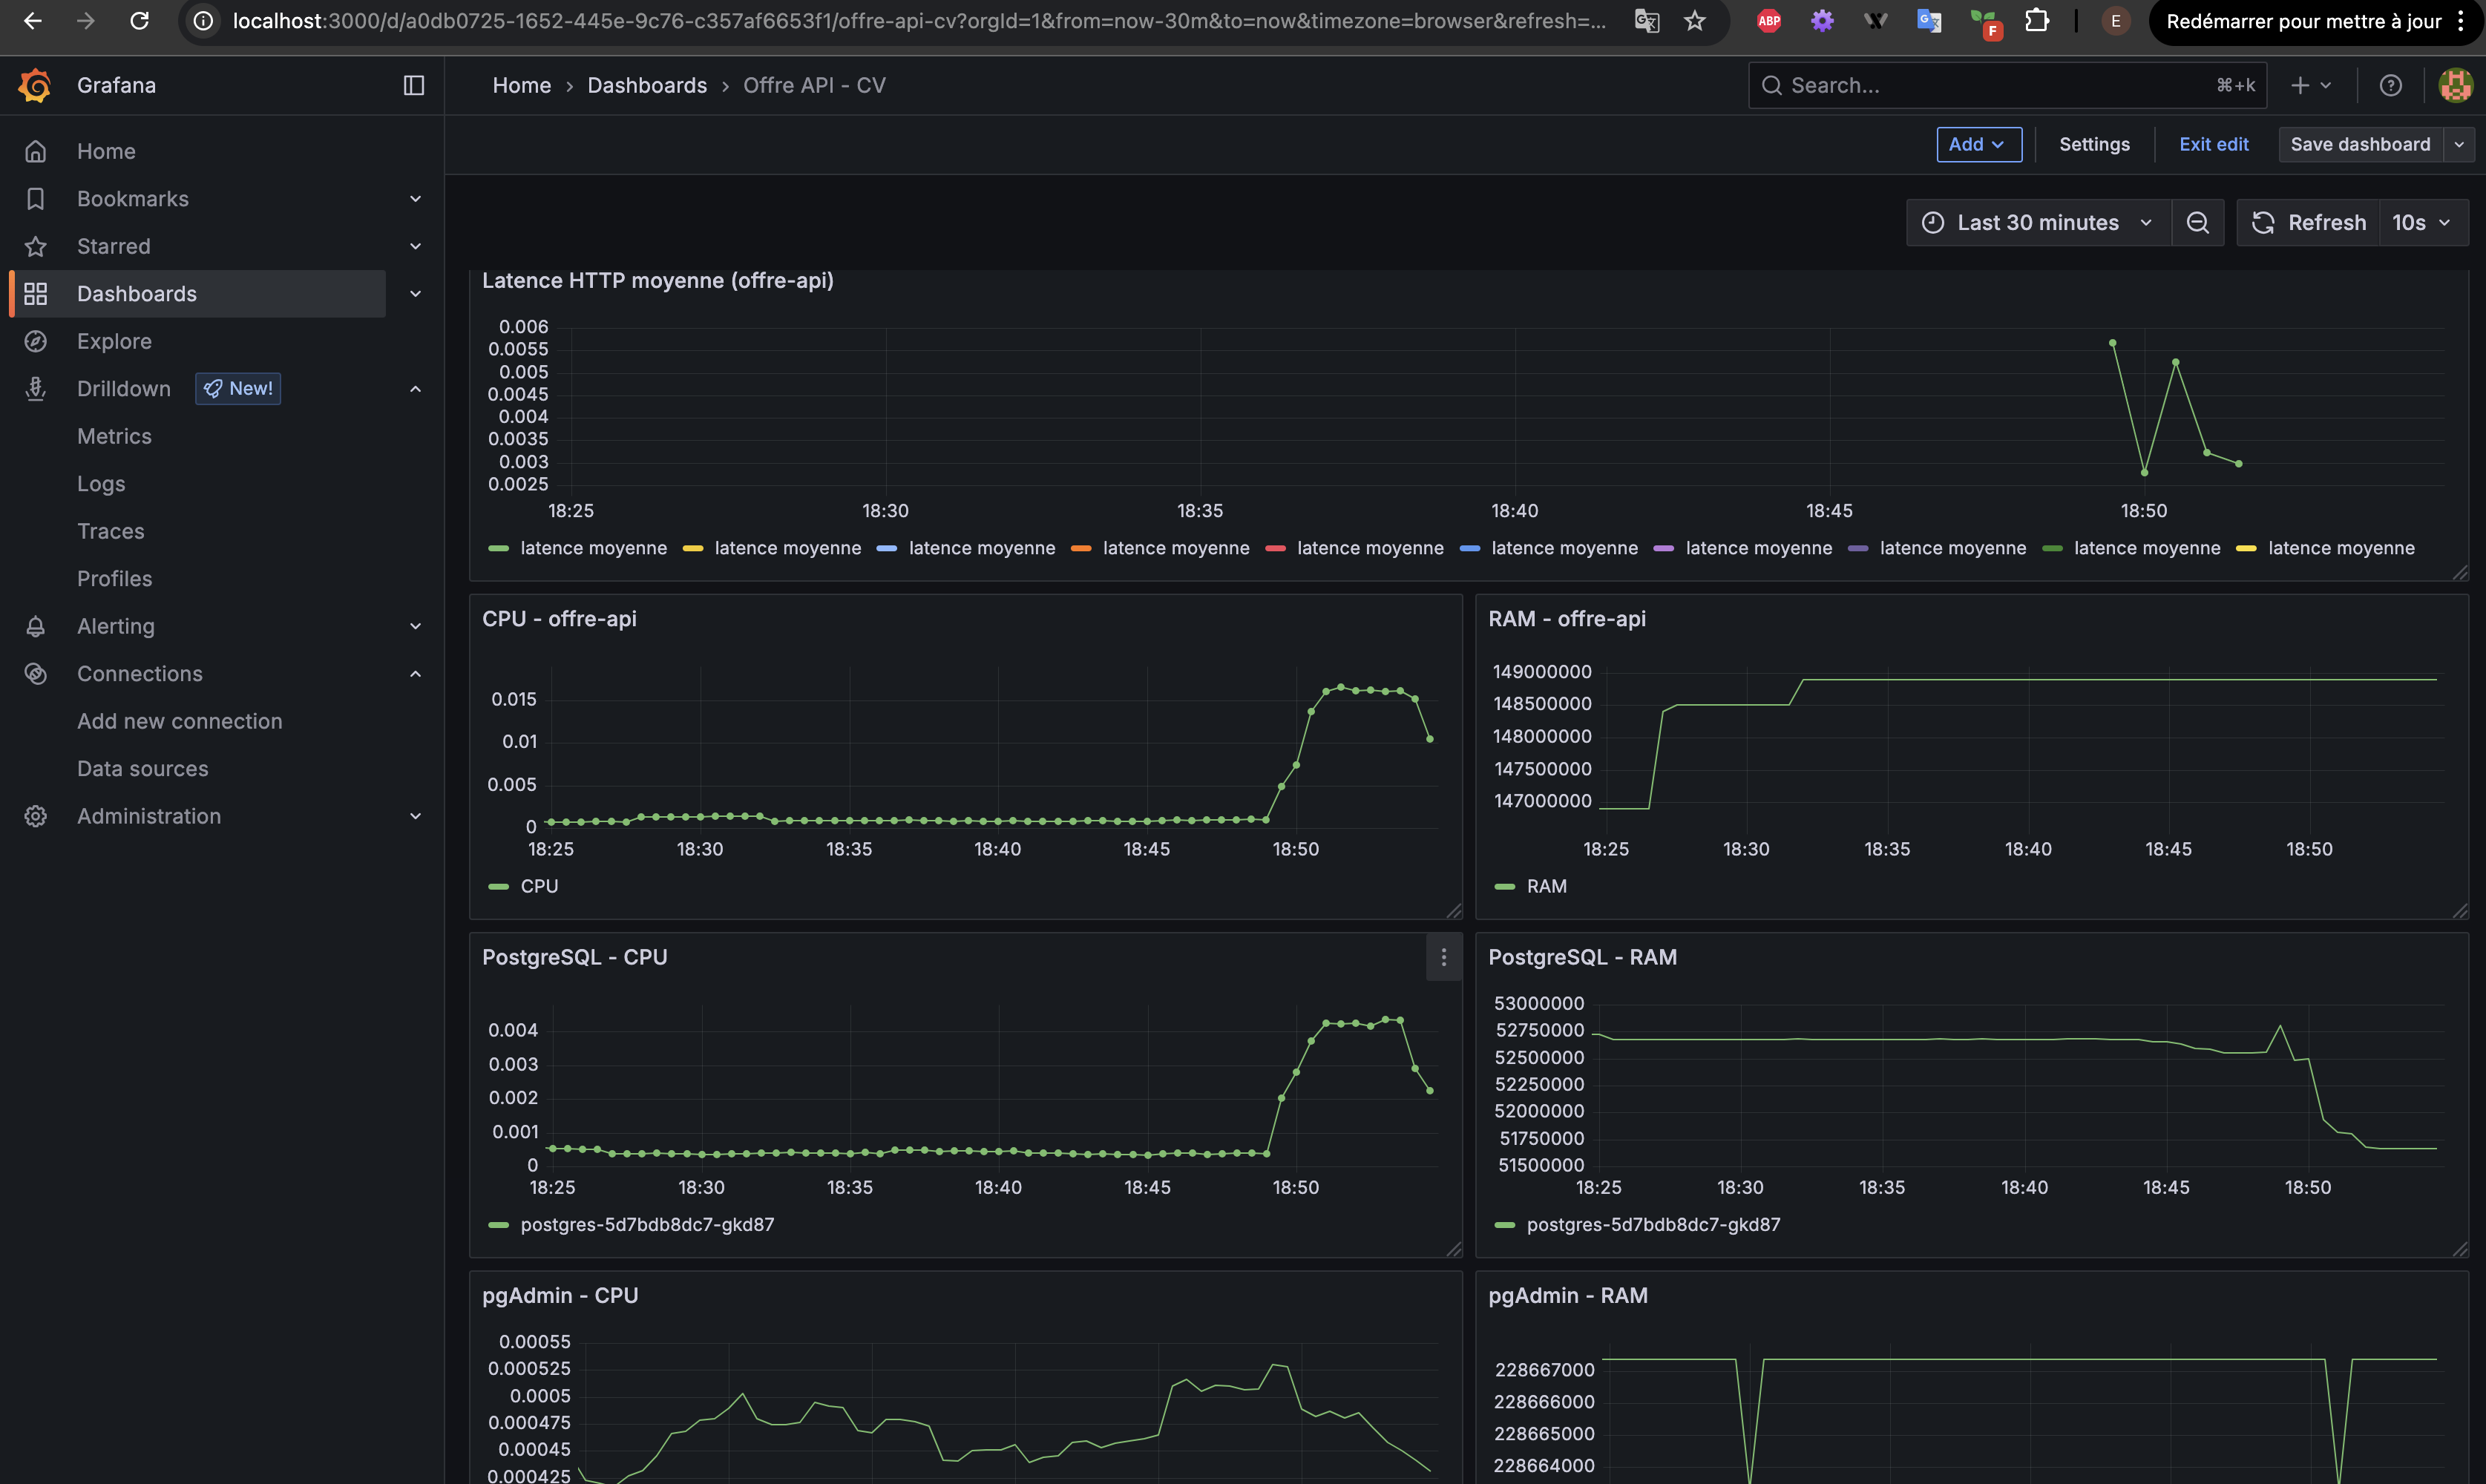 localhost:3000/d/a0db0725-1652-445e-9c76-c357af6653f1/offre-api-cv?orgId=1&from=now-30m&to=now&timezone=browser&refresh=...
ABP
F
E
Redémarrer pour mettre à jour
Grafana
Home › Dashboards › Offre API - CV
Search... ⌘+k
Add Settings Exit edit Save dashboard
Home
Bookmarks
Starred
Dashboards
Explore
Drilldown New!
Metrics
Logs
Traces
Profiles
Alerting
Connections
Add new connection
Data sources
Administration
Last 30 minutes Refresh 10s
Latence HTTP moyenne (offre-api)
0.006
0.0055
0.005
0.0045
0.004
0.0035
0.003
0.0025
18:25 18:30 18:35 18:40 18:45 18:50
latence moyenne latence moyenne latence moyenne latence moyenne latence moyenne latence moyenne latence moyenne latence moyenne latence moyenne latence moyenne
CPU - offre-api
0.015
0.01
0.005
0
18:25 18:30 18:35 18:40 18:45 18:50
CPU
RAM - offre-api
149000000
148500000
148000000
147500000
147000000
18:25 18:30 18:35 18:40 18:45 18:50
RAM
PostgreSQL - CPU
0.004
0.003
0.002
0.001
0
18:25 18:30 18:35 18:40 18:45 18:50
postgres-5d7bdb8dc7-gkd87
PostgreSQL - RAM
53000000
52750000
52500000
52250000
52000000
51750000
51500000
18:25 18:30 18:35 18:40 18:45 18:50
postgres-5d7bdb8dc7-gkd87
pgAdmin - CPU
0.00055
0.000525
0.0005
0.000475
0.00045
0.000425
pgAdmin - RAM
228667000
228666000
228665000
228664000